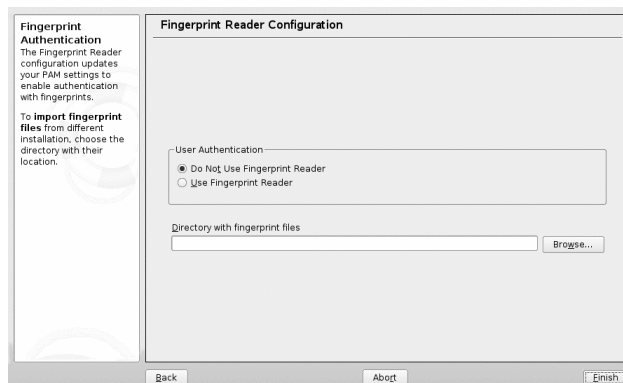 Fingerprint
Authentication
The Fingerprint Reader
configuration updates
your PAM settings to
enable authentication
with fingerprints.
To import fingerprint
files from different
installation, choose the
directory with their
location.
Fingerprint Reader Configuration
User Authentication
Do Not Use Fingerprint Reader
Use Fingerprint Reader
Directory with fingerprint files
Browse...
Back
Abort
Finish